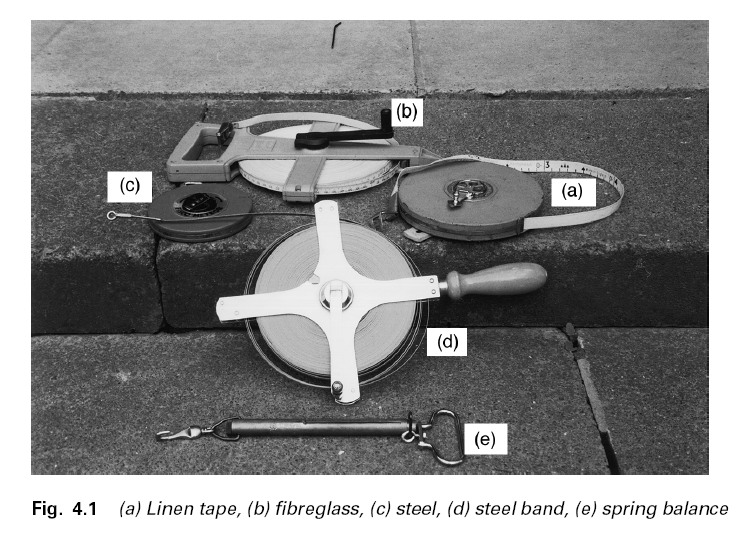 (b)
(c)
(a)
(d)
(e)
Fig. 4.1 (a) Linen tape, (b) fibreglass, (c) steel, (d) steel band, (e) spring balance